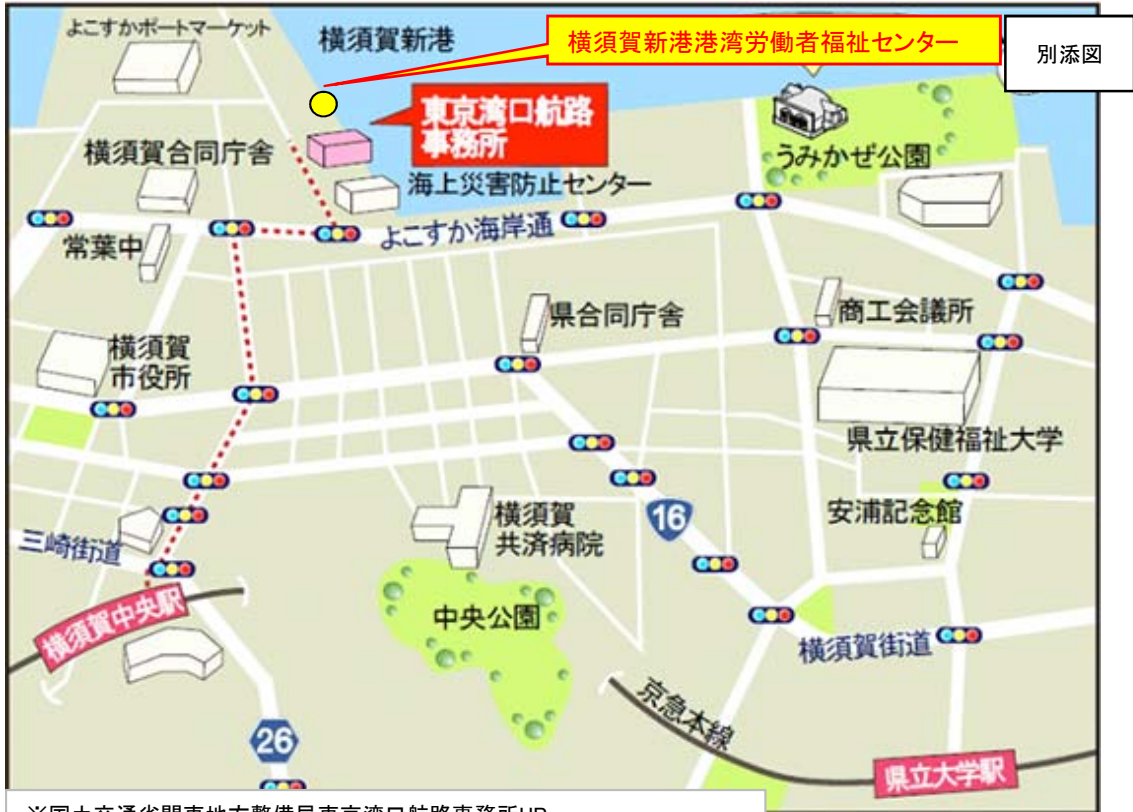 よこすかポートマーケット
横須賀新港
横須賀新港港湾労働者福祉センター
別添図
東京湾口航路
事務所
横須賀合同庁舎
海上災害防止センター
うみかぜ公園
常葉中
よこすか海岸通
横須賀
市役所
県合同庁舎
商工会議所
県立保健福祉大学
横須賀
共済病院
16
安浦記念館
三崎街道
横須賀中央駅
中央公園
横須賀街道
京急本線
26
県立大学駅
※国土交通省関東地方整備局東京湾口航路事務所HP